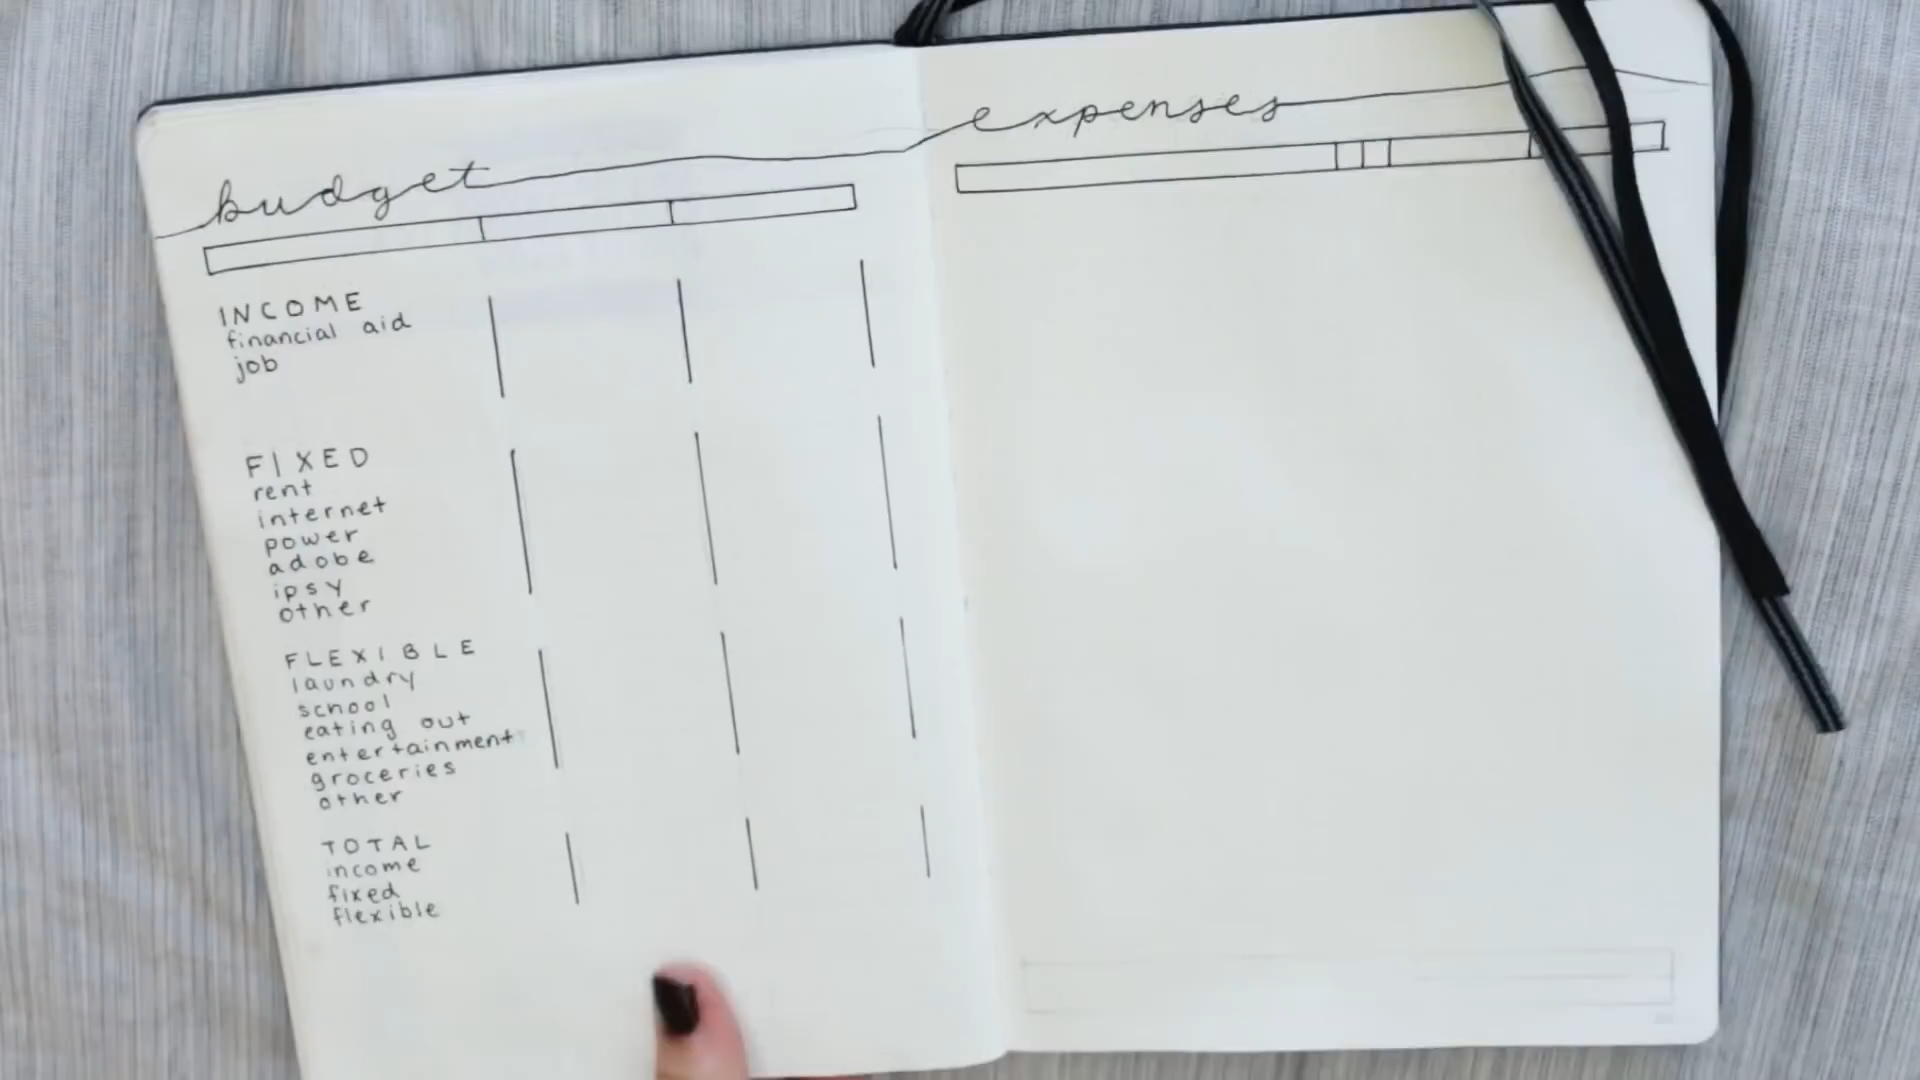 budget
INCOME
financial aid
job
FIXED
rent
internet
power
adobe
ipsy
other
FLEXIBLE
laundry
school
eating out
entertainment
groceries
other
TOTAL
income
fixed
flexible
expenses